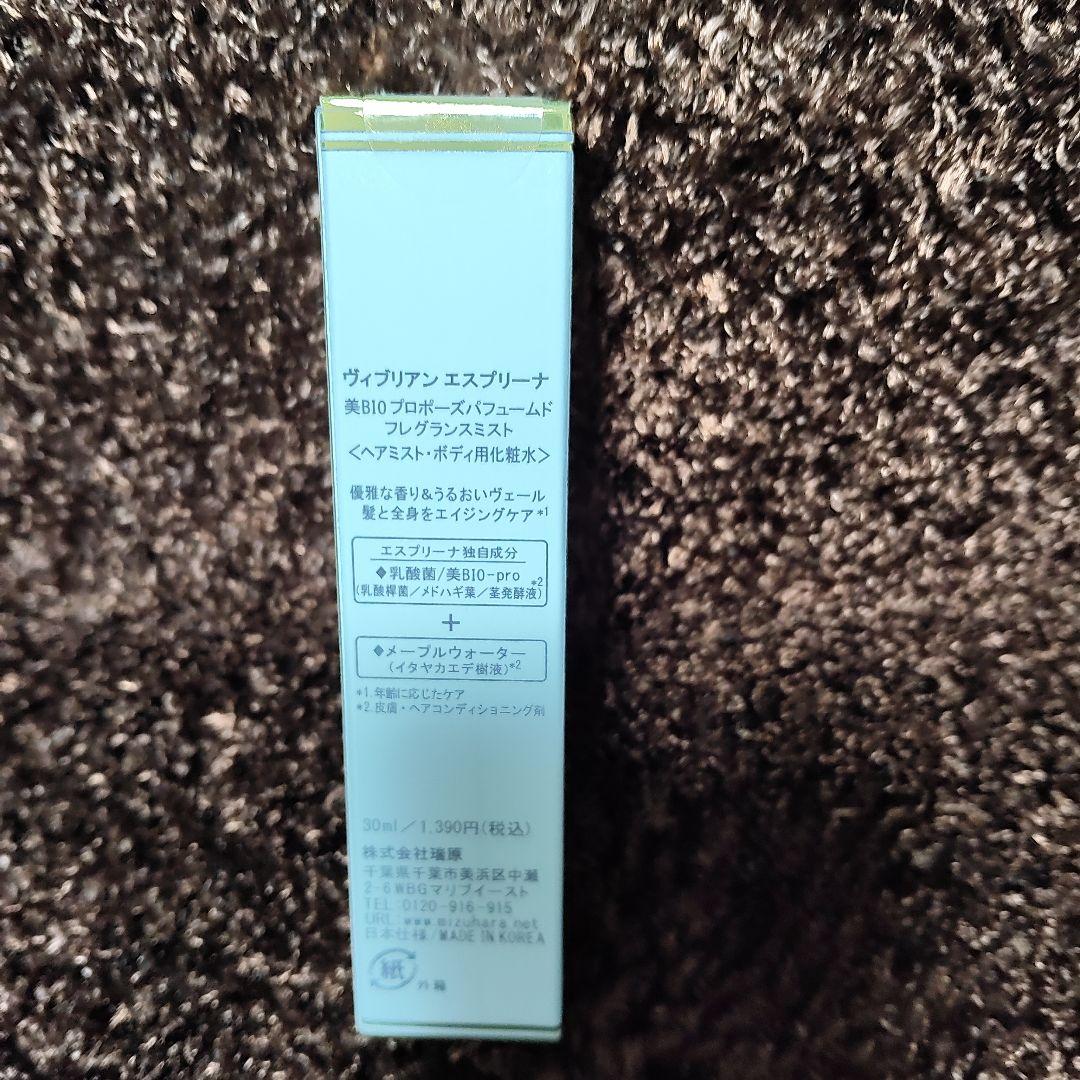 ヴィブリアン エスプリーナ
美BIO プロポーズパフュームド
フレグランスミスト
<ヘアミスト・ボディ用化粧水>
優雅な香り&うるおいヴェール
髪と全身をエイジングケア*1
エスプリーナ独自成分
◆乳酸菌/美BIO-pro
(乳酸桿菌/メドハギ葉/茎発酵液)*2
+
◆メープルウォーター
(イタヤカエデ樹液)*2
*1.年齢に応じたケア
*2.皮膚・ヘアコンディショニング剤
30ml/1,390円(税込)
株式会社瑞原
千葉県千葉市美浜区中瀬
2-6 WBGマリブイースト
TEL:0120-916-915
URL:www.mizuhara.net
日本仕様/MADE IN KOREA
紙
外箱